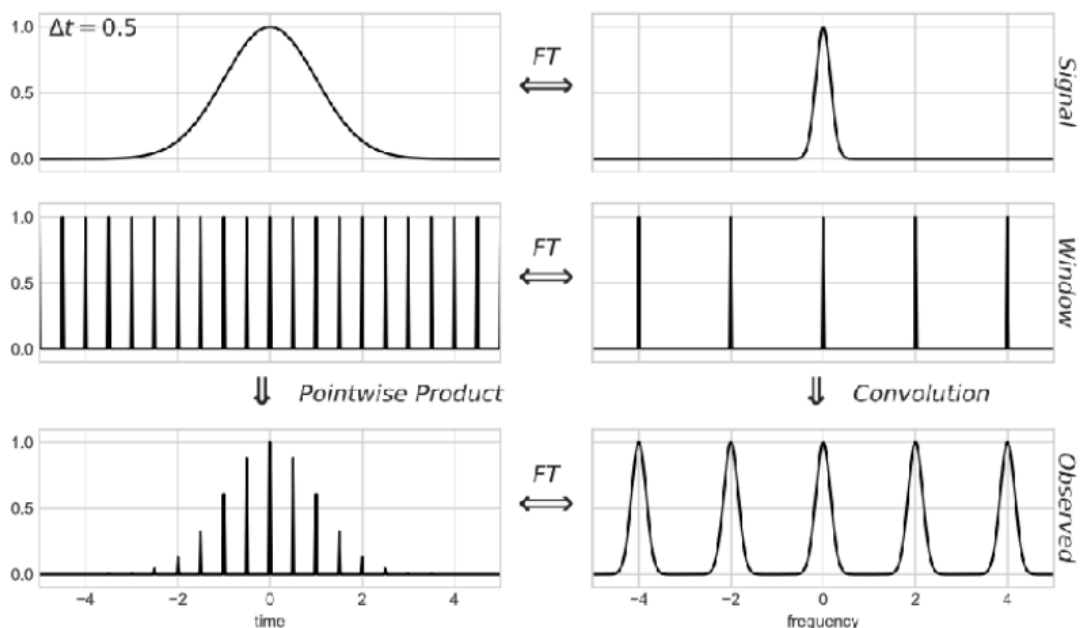 Δt = 0.5
1.0
0.5
0.0
FT
Signal
1.0
0.5
0.0
FT
Window
Pointwise Product
Convolution
1.0
0.5
0.0
−4 −2 0 2 4
time
FT
−4 −2 0 2 4
frequency
Observed